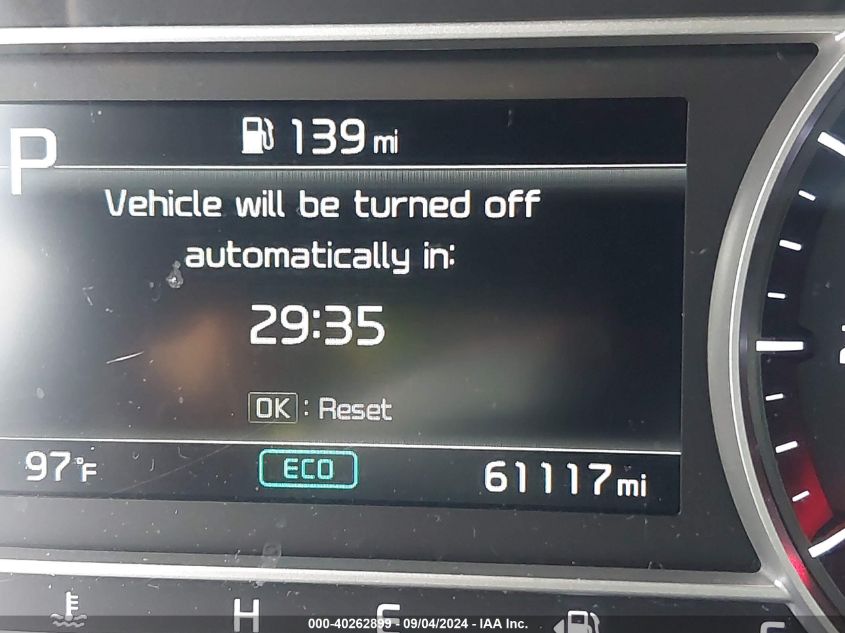 P
139 mi
Vehicle will be turned off
automatically in:
29:35
OK : Reset
97°F ECO 61117 mi
H E
000-40262899 - 09/04/2024 - IAA Inc.